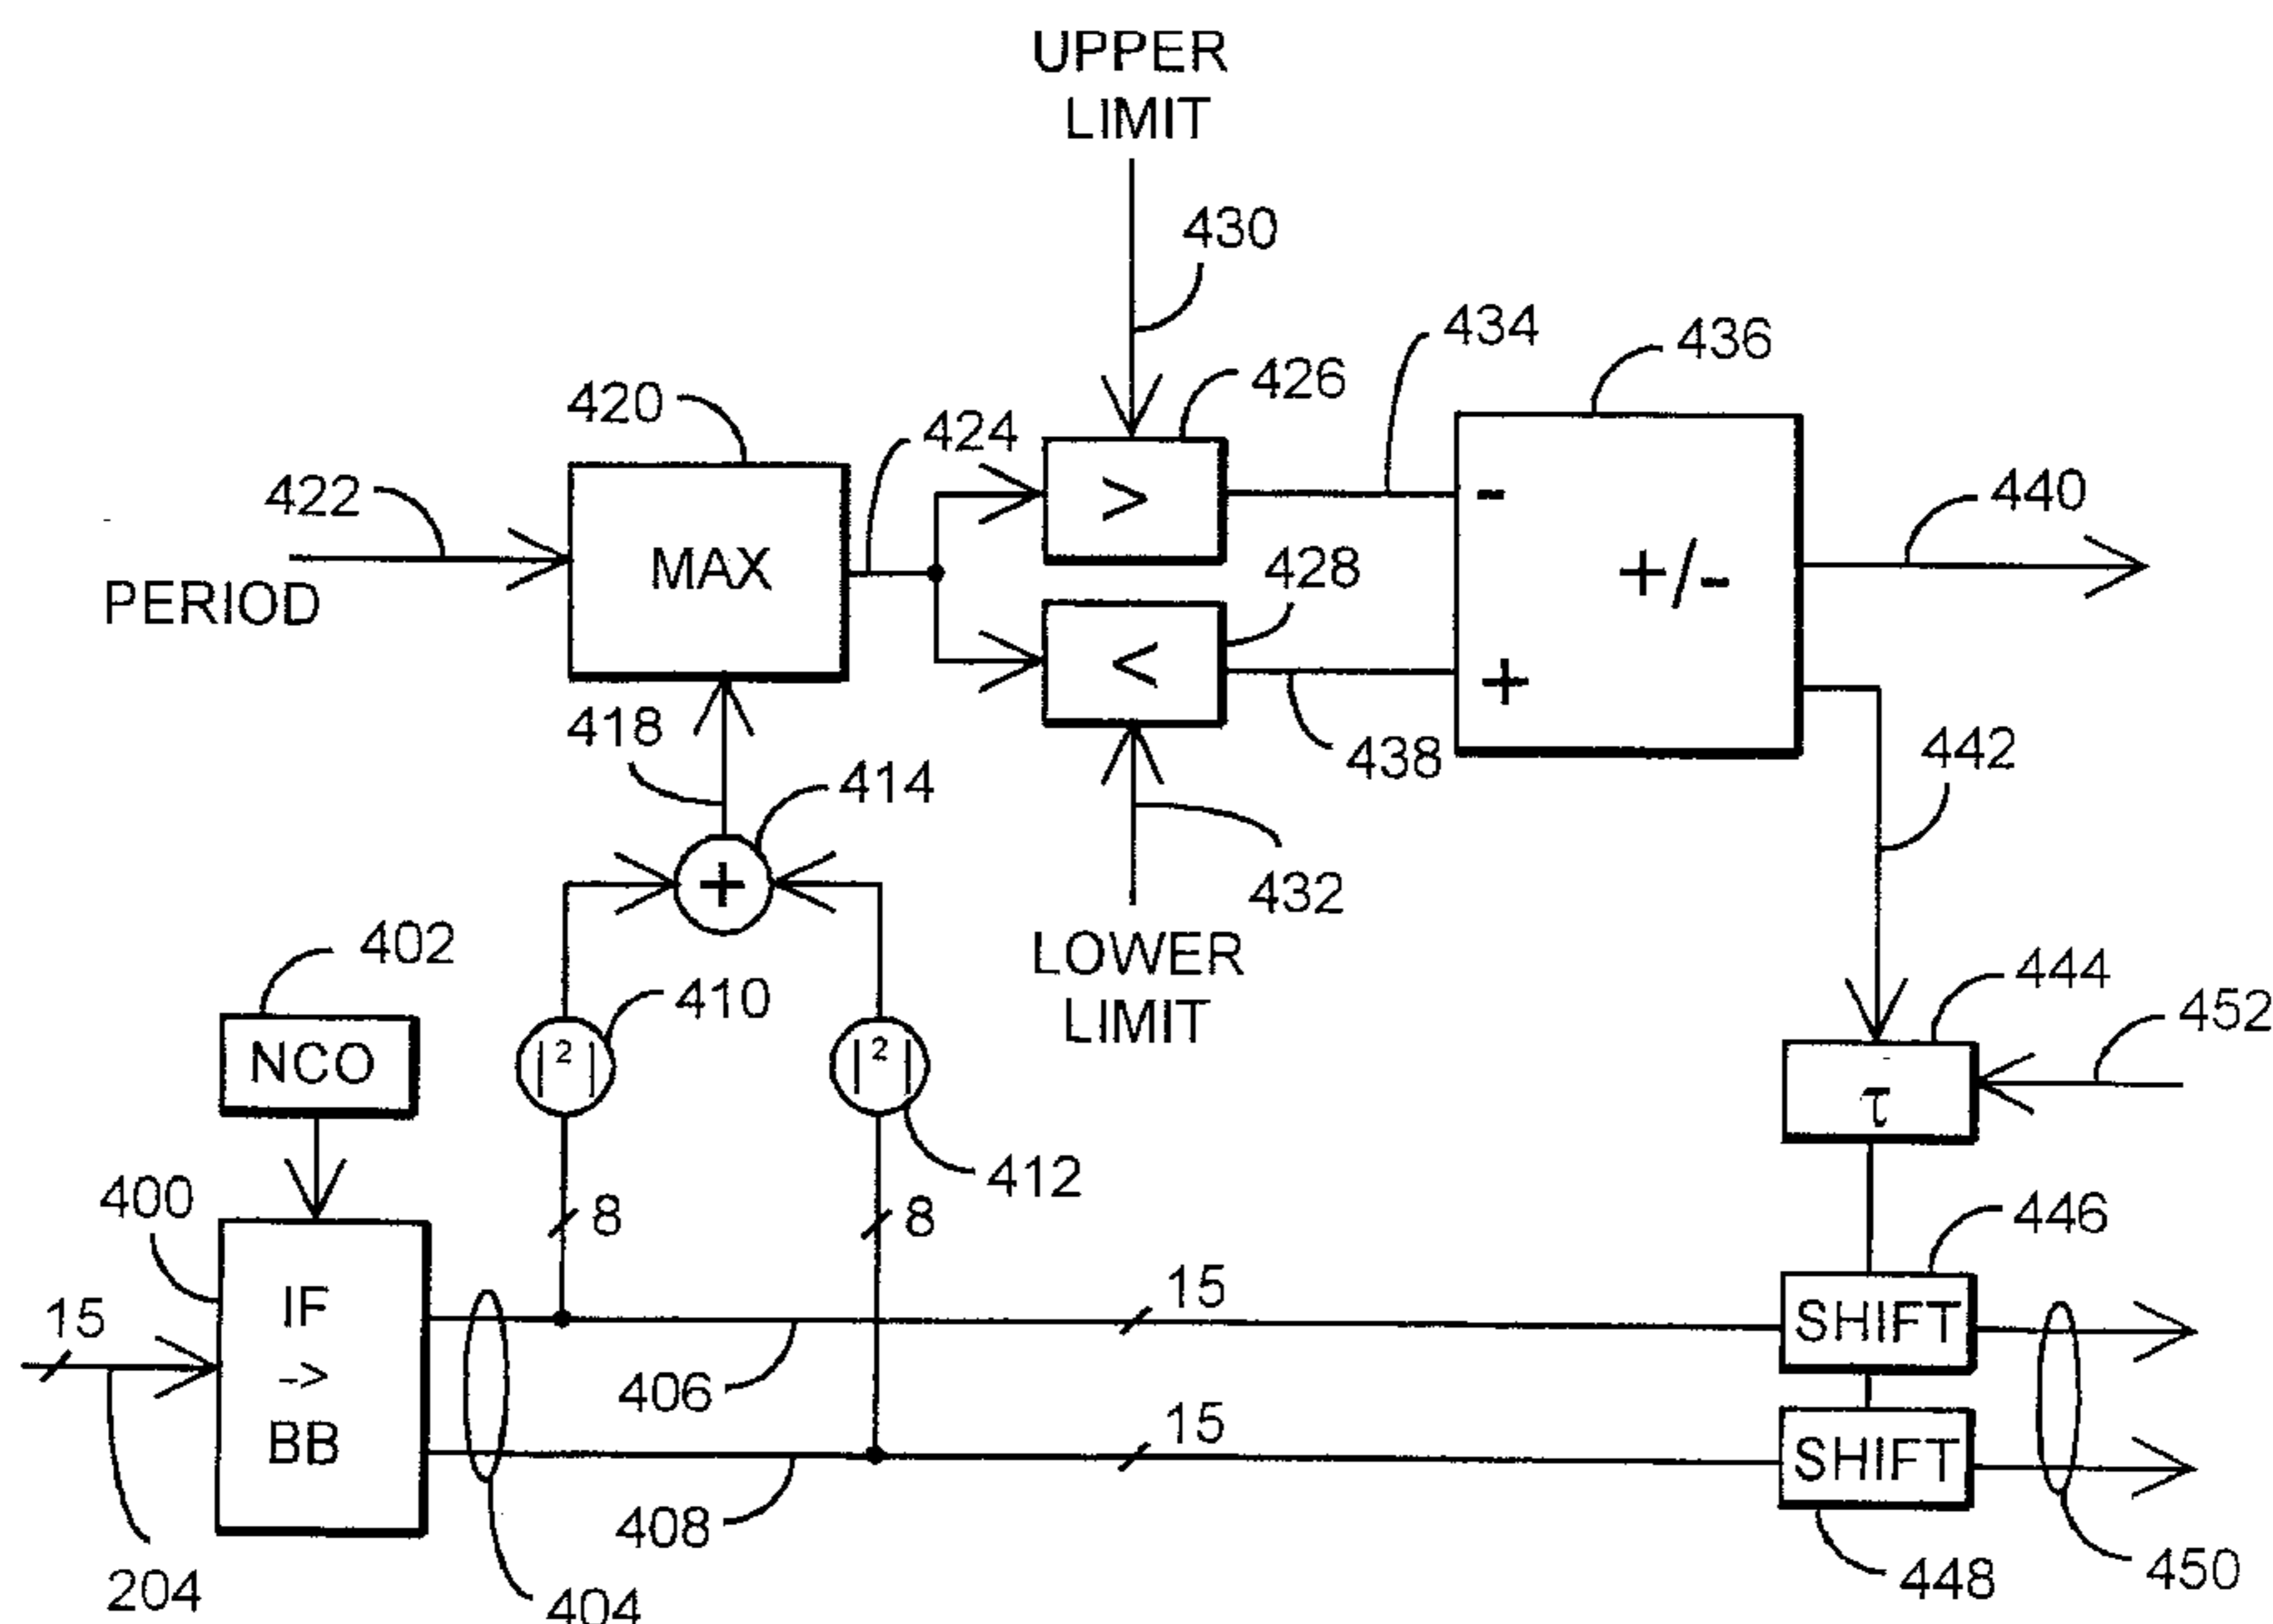 UPPER
LIMIT
430
434
436
426
420
424
422
440
>
MAX
428
+/-
PERIOD
<
-
+
418
438
442
414
432
+
402
LOWER
LIMIT
444
452
410
NCO
| 2 |
| 2 |
τ
412
400
8
8
446
15
IF
->
BB
15
SHIFT
406
15
SHIFT
408
204
404
448
450